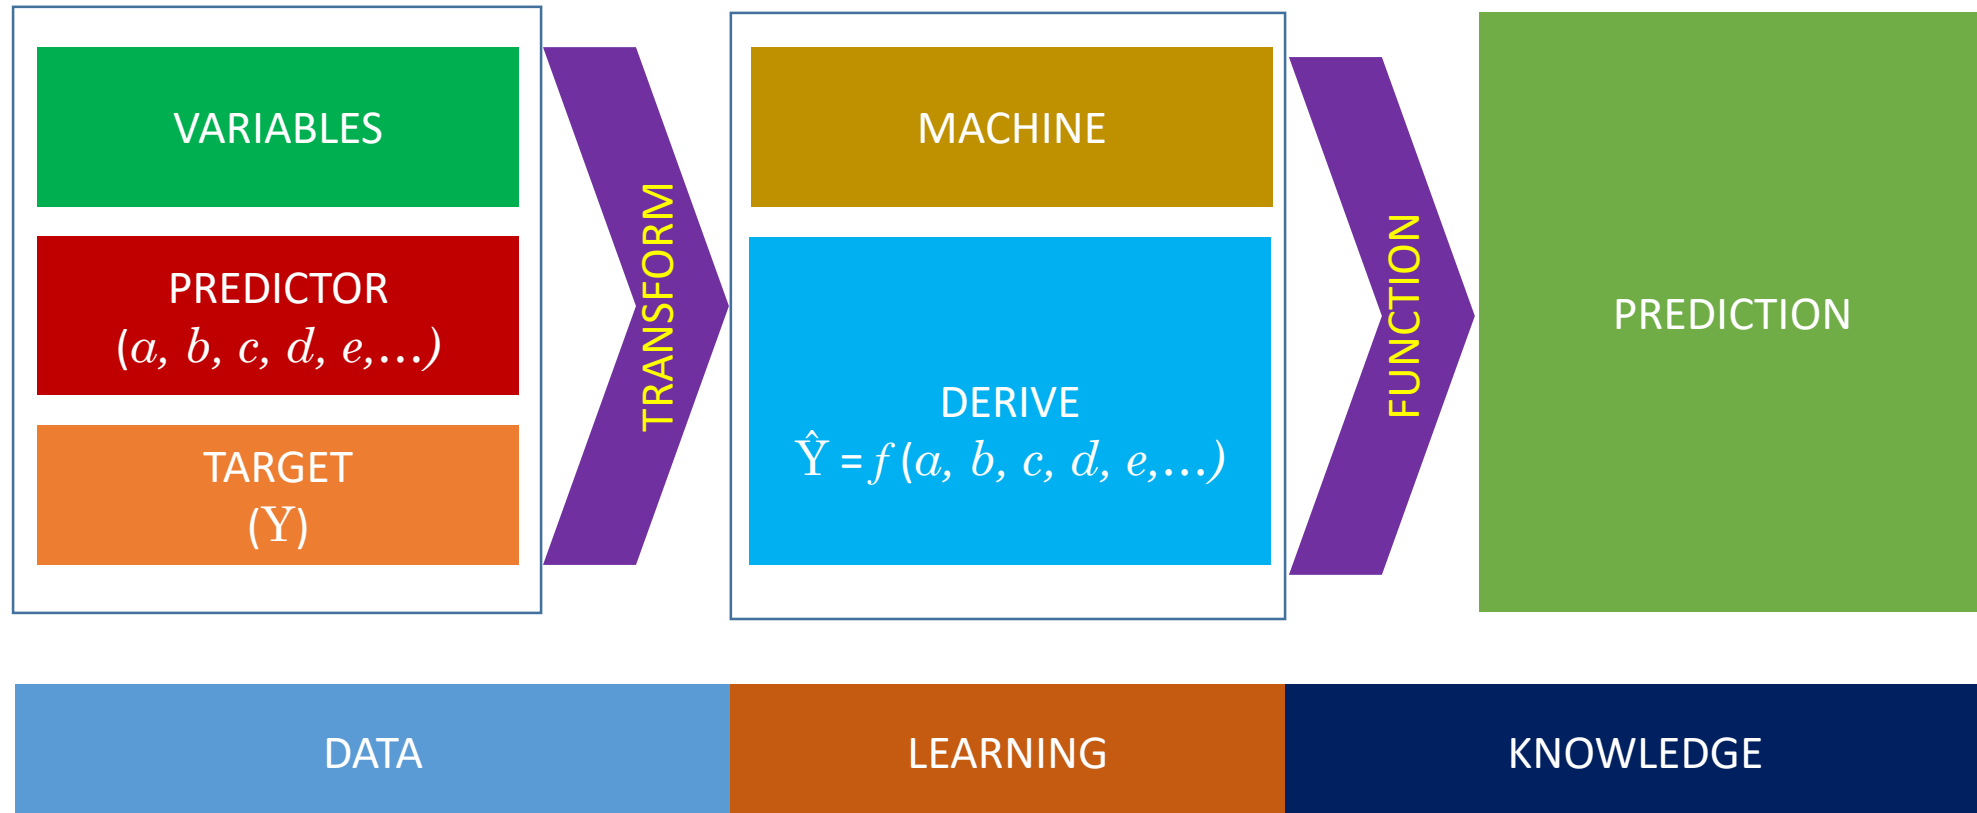 VARIABLES
PREDICTOR
(a, b, c, d, e,...)
TARGET
(Y)
TRANSFORM
MACHINE
DERIVE
Ŷ = f (a, b, c, d, e,...)
FUNCTION
PREDICTION
DATA
LEARNING
KNOWLEDGE